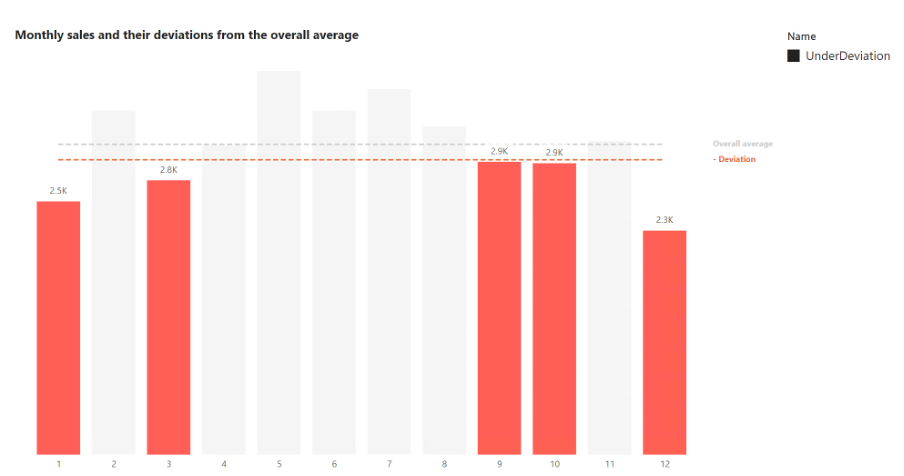 Monthly sales and their deviations from the overall average
Name
UnderDeviation
Overall average
- Deviation
2.9K
2.9K
2.8K
2.5K
2.3K
1 2 3 4 5 6 7 8 9 10 11 12